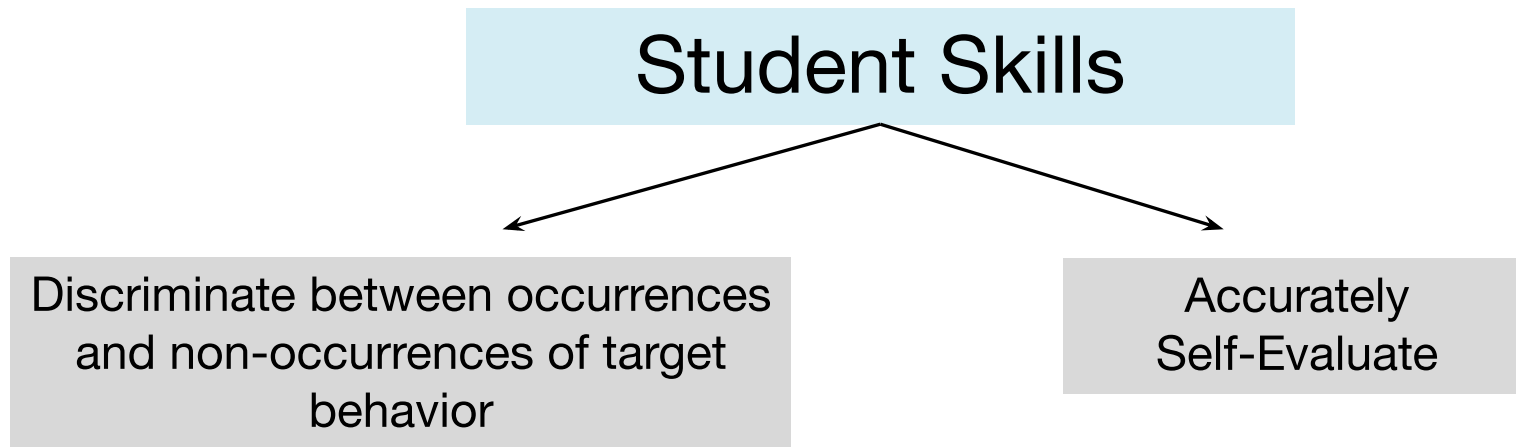 Student Skills
Discriminate between occurrences
and non-occurrences of target
behavior
Accurately
Self-Evaluate